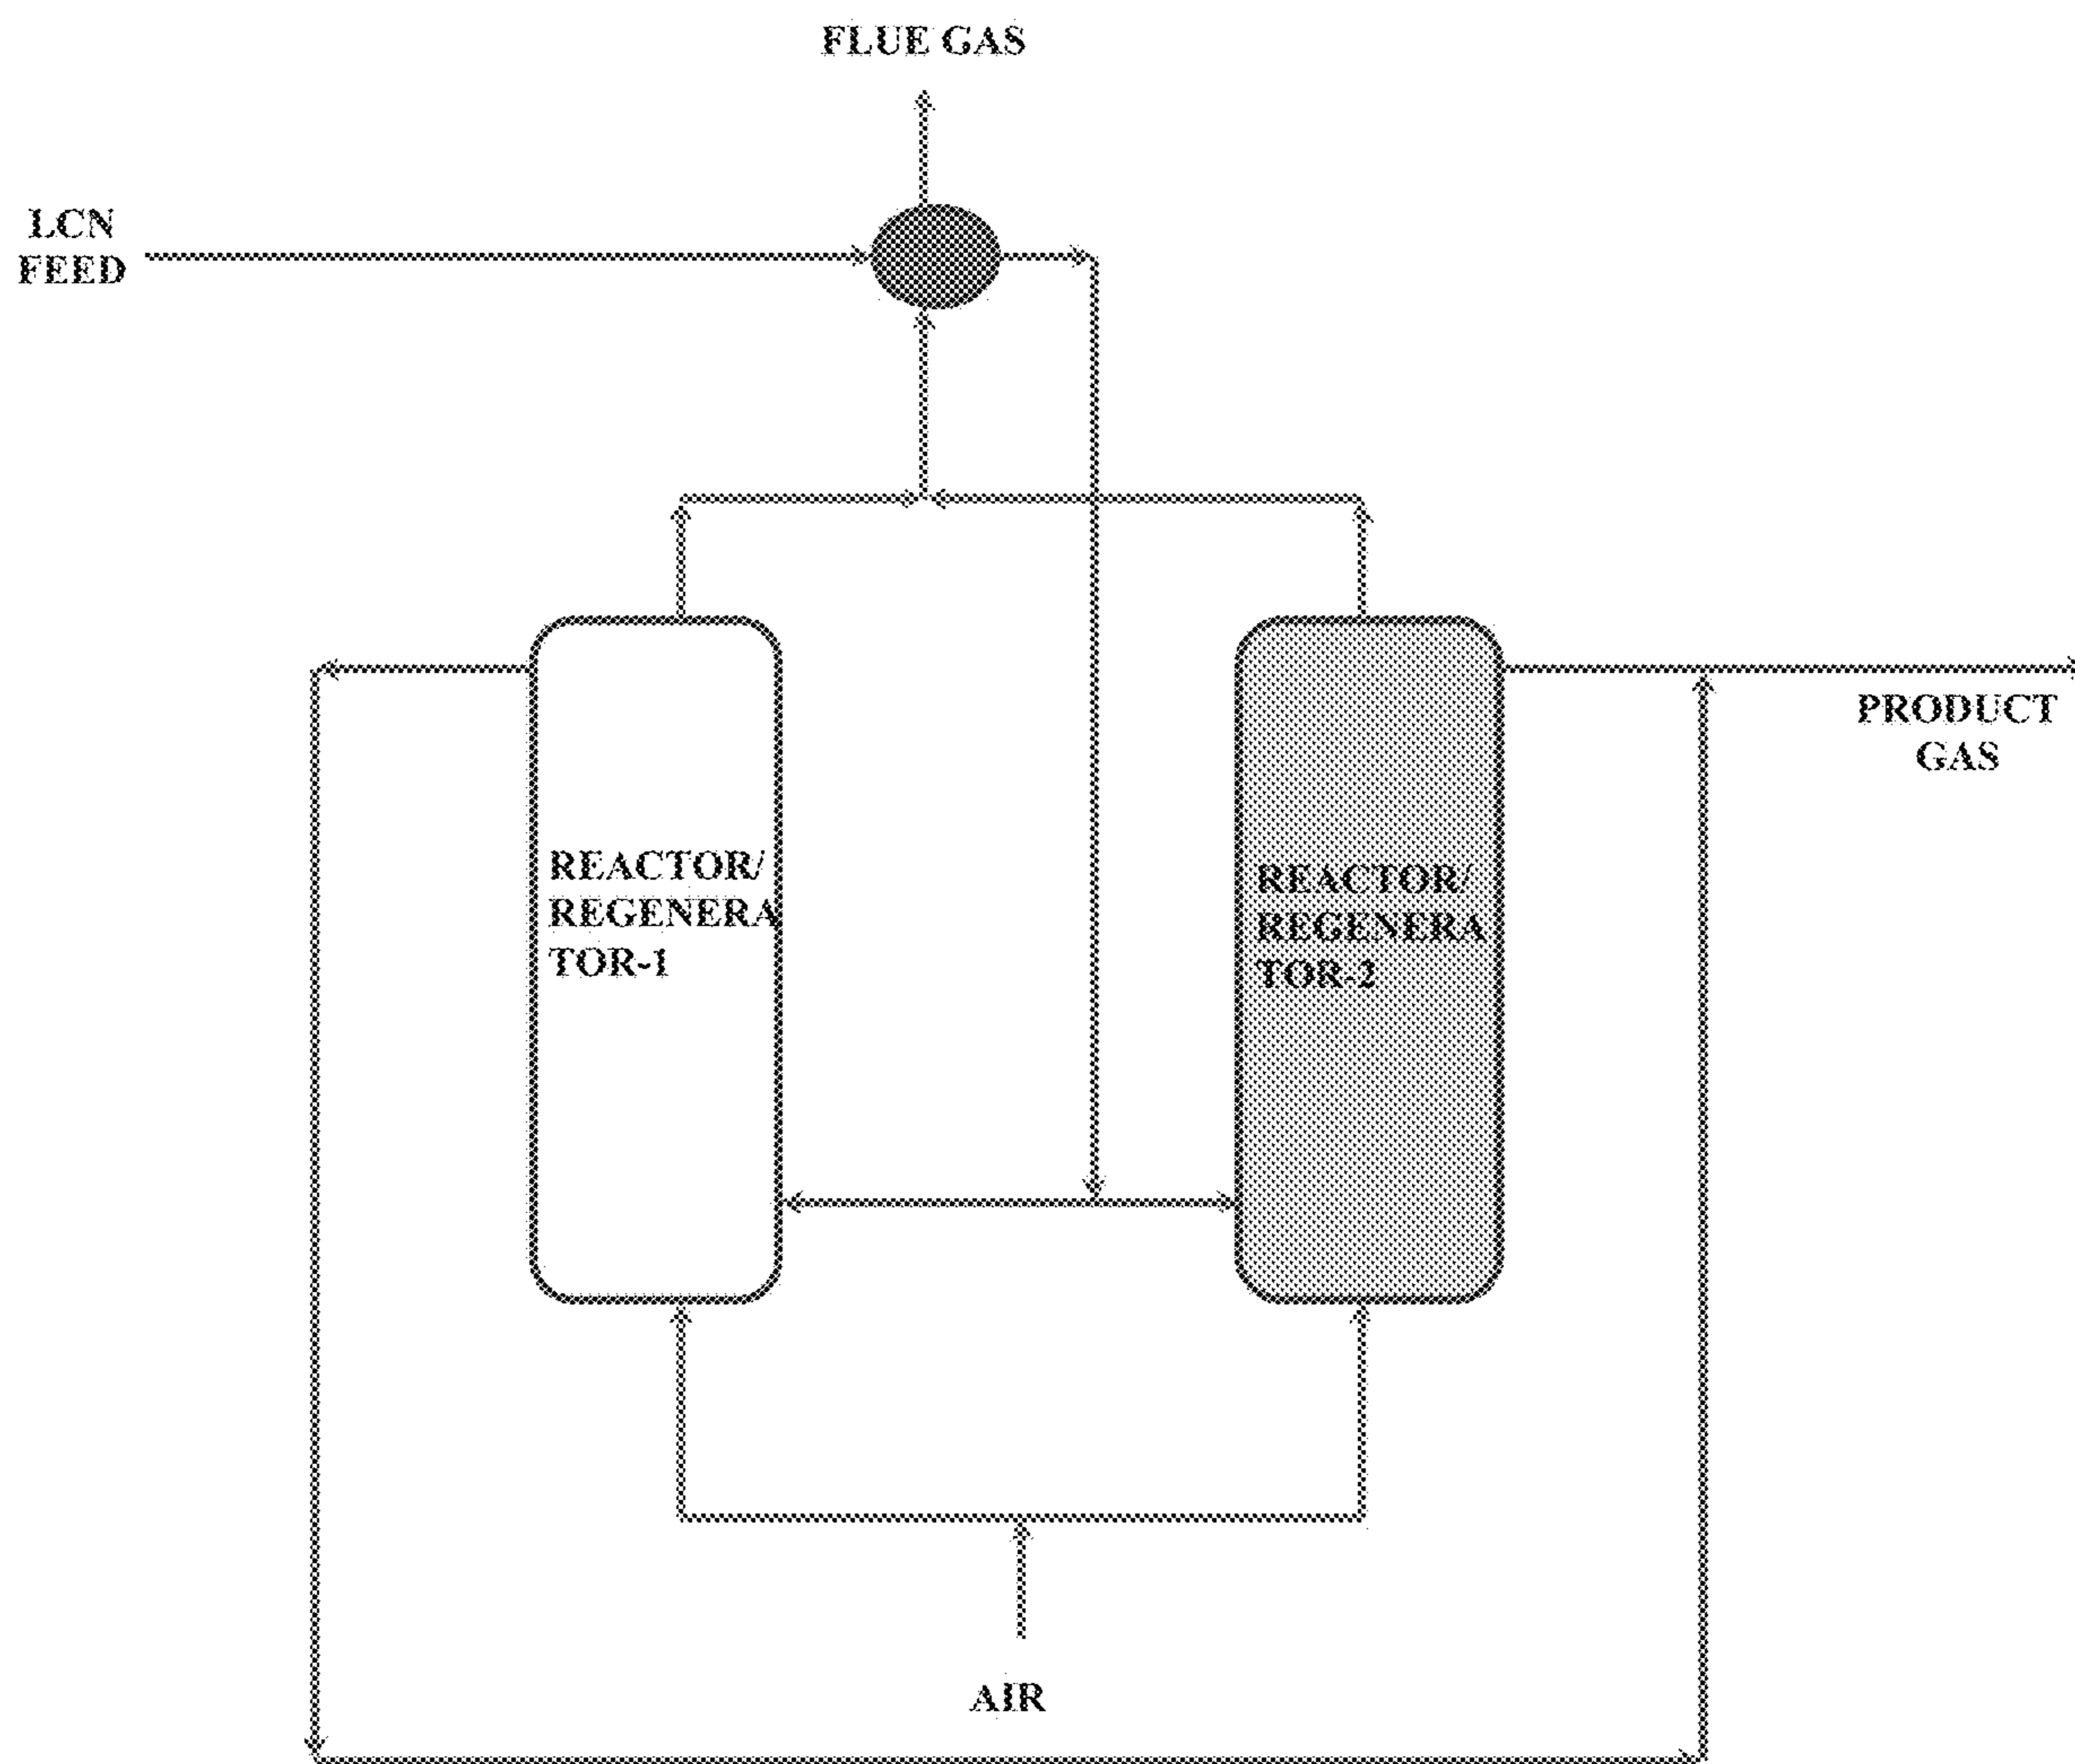 FLUE GAS
LCN
FEED
PRODUCT
GAS
REACTOR/
REGENERA
TOR-1
REACTOR/
REGENERA
TOR-2
AIR